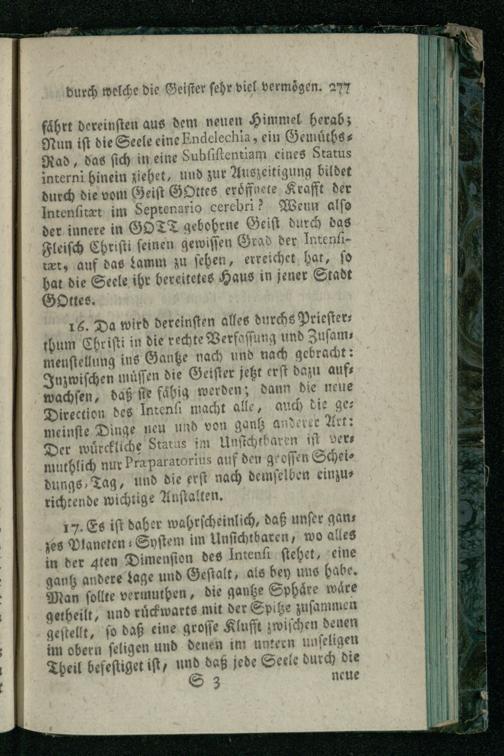 durch welche die Geister sehr viel vermögen. 277
fährt dereinsten aus dem neuen Himmel herab;
Nun ist die Seele eine Endelechia, ein Gemüths-
Rad, das sich in eine Subsistentiam eines Status
interni hinein ziehet, und zur Auszeitigung bildet
durch die vom Geist GOttes eröffnete Krafft der
Intensitæt im Septenario cerebri? Wenn also
der innere in GOTT gebohrne Geist durch das
Fleisch Christi seinen gewissen Grad der Intensi-
tæt, auf das Lamm zu sehen, erreichet hat, so
hat die Seele ihr bereitetes Haus in jener Stadt
GOttes.
16. Da wird dereinsten alles durchs Priester-
thum Christi in die rechte Verfassung und Zusam-
menstellung ins Gantze nach und nach gebracht:
Inzwischen müssen die Geister jetzt erst dazu auf-
wachsen, daß sie fähig werden; dann die neue
Direction des Intensi macht alle, auch die ge-
meinste Dinge neu und von gantz anderer Art:
Der würckliche Status im Unsichtbaren ist ver-
muthlich nur Præparatorius auf den grossen Schei-
dungs-Tag, und die erst nach demselben einzu-
richtende wichtige Anstalten.
17. Es ist daher wahrscheinlich, daß unser gan-
zes Planeten-System im Unsichtbaren, wo alles
in der 4ten Dimension des Intensi stehet, eine
gantz andere Lage und Gestalt, als bey uns habe.
Man sollte vermuthen, die gantze Sphäre wäre
getheilt, und rückwarts mit der Spitze zusammen
gestellt, so daß eine grosse Klufft zwischen denen
im obern seligen und denen im untern unseligen
Theil befestiget ist, und daß jede Seele durch die
S 3 neue